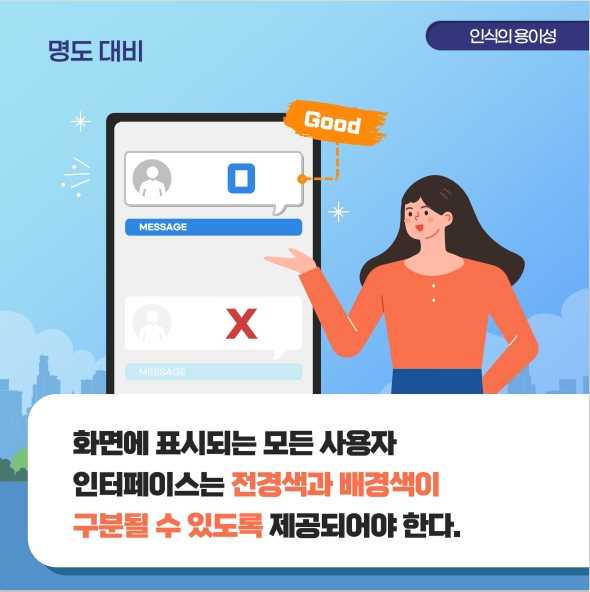 명도 대비
인식의 용이성
Good
O
MESSAGE
X
MESSAGE
화면에 표시되는 모든 사용자
인터페이스는 전경색과 배경색이
구분될 수 있도록 제공되어야 한다.